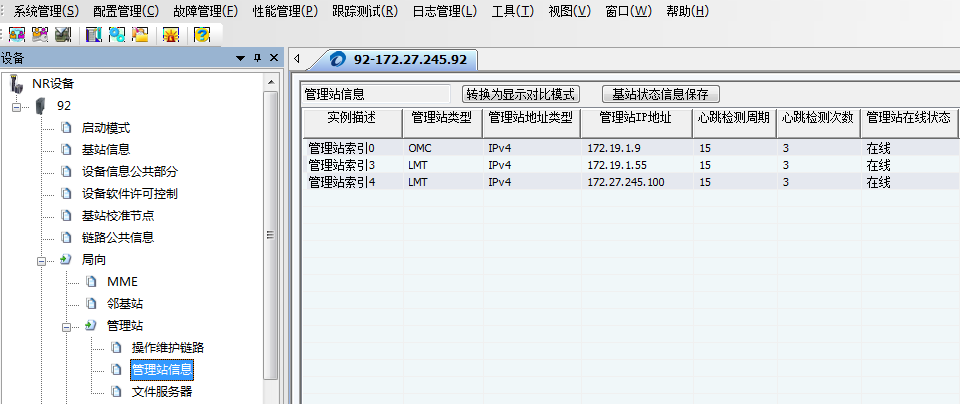 系统管理(S) 配置管理(C) 故障管理(F) 性能管理(P) 跟踪测试(R) 日志管理(L) 工具(T) 视图(V) 窗口(W) 帮助(H)
设备
NR设备
92
启动模式
基站信息
设备信息公共部分
设备软件许可控制
基站校准节点
链路公共信息
局向
MME
邻基站
管理站
操作维护链路
管理站信息
文件服务器
92-172.27.245.92
管理站信息 转换为显示对比模式 基站状态信息保存
实例描述 管理站类型 管理站地址类型 管理站IP地址 心跳检测周期 心跳检测次数 管理站在线状态
管理站索引0 OMC IPv4 172.19.1.9 15 3 在线
管理站索引3 LMT IPv4 172.19.1.55 15 3 在线
管理站索引4 LMT IPv4 172.27.245.100 15 3 在线